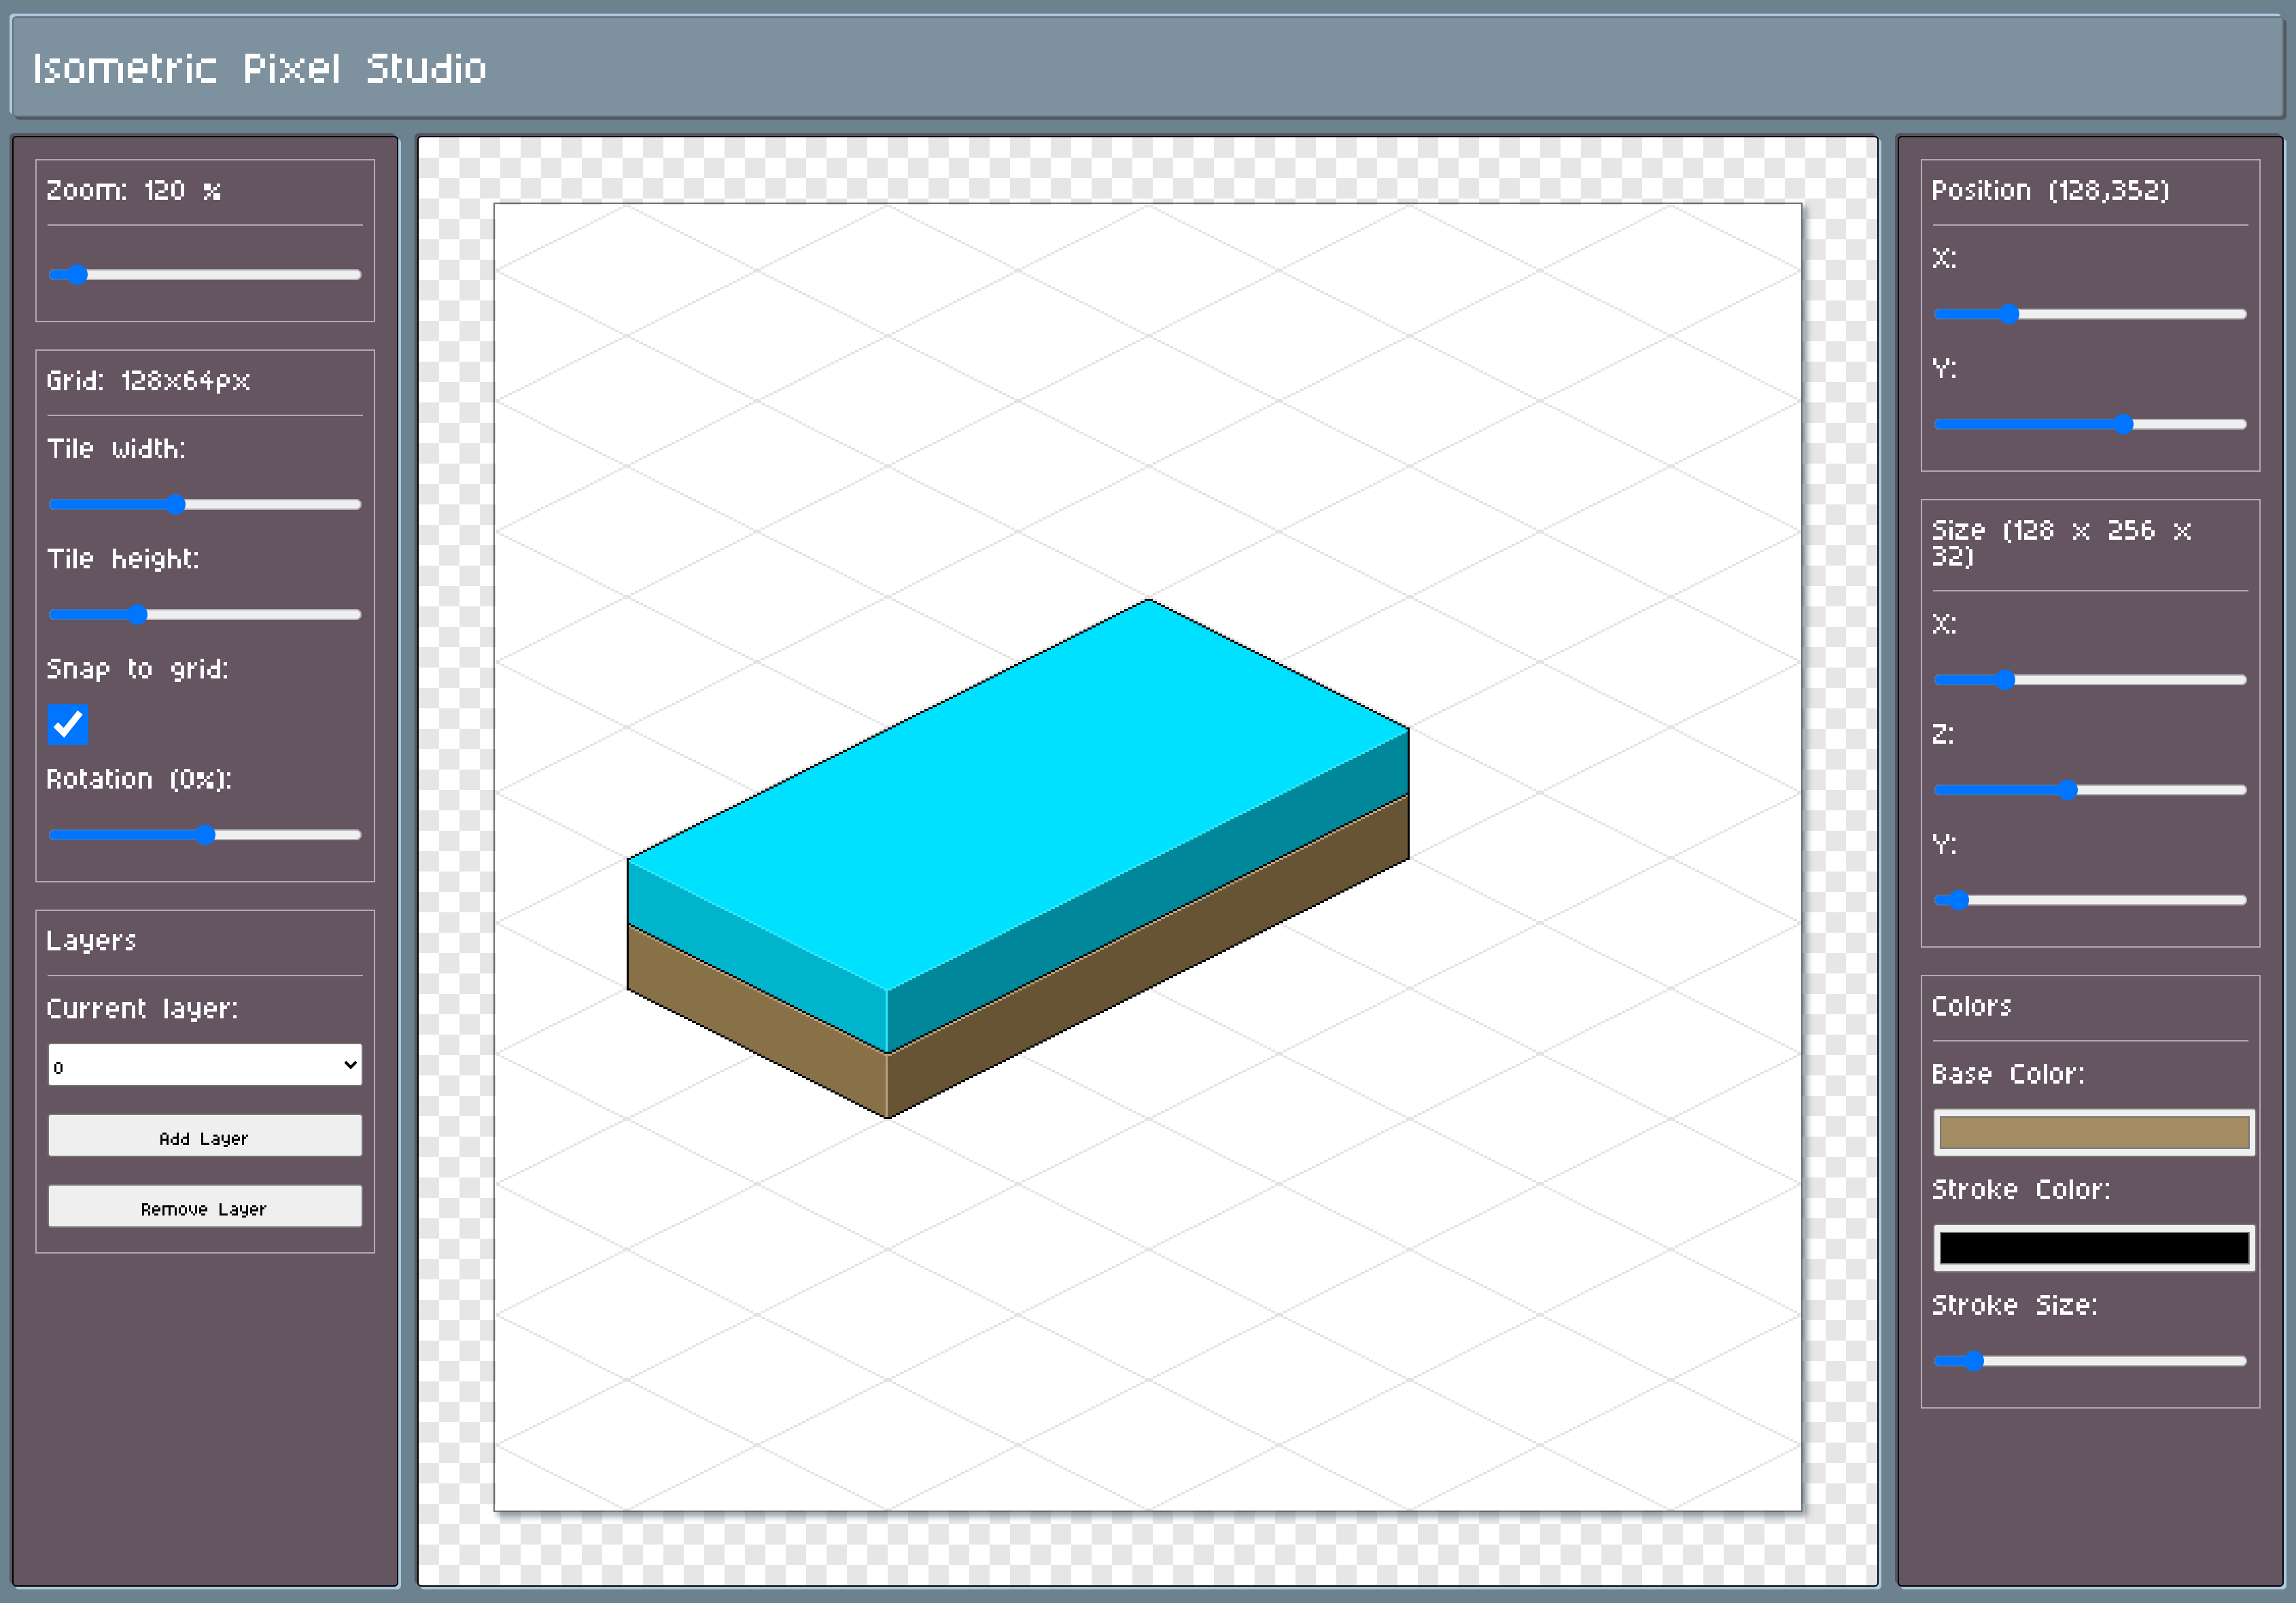 Isometric Pixel Studio
Zoom: 120 %
Grid: 128x64px
Tile width:
Tile height:
Snap to grid:
Rotation (0%):
Layers
Current layer:
0
Add Layer
Remove Layer
Position (128,352)
X:
Y:
Size (128 x 256 x
32)
X:
Z:
Y:
Colors
Base Color:
Stroke Color:
Stroke Size: